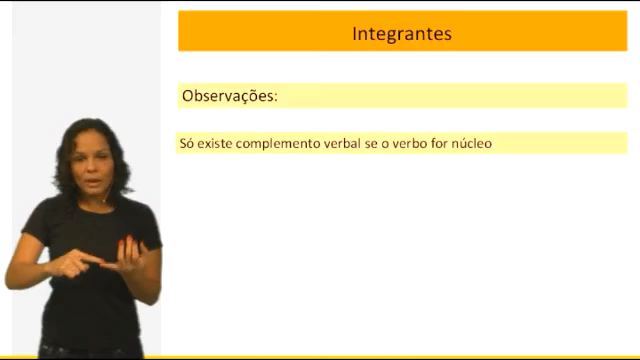 Integrantes
Observações:
Só existe complemento verbal se o verbo for núcleo